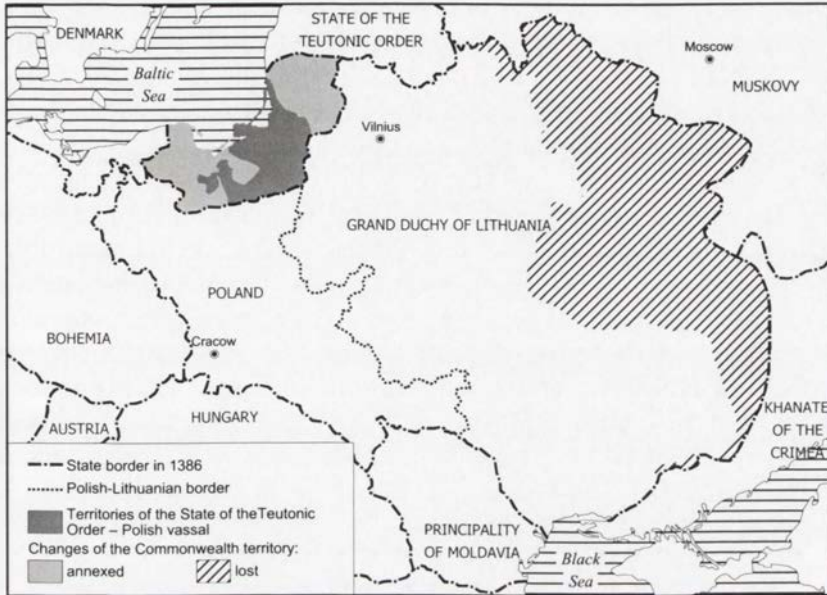 DENMARK
STATE OF THE
TEUTONIC ORDER
Baltic
Sea
Moscow
MUSKOVY
Vilnius
GRAND DUCHY OF LITHUANIA
POLAND
BOHEMIA
Cracow
AUSTRIA
HUNGARY
KHANATE
OF THE
CRIMEA
PRINCIPALITY
OF MOLDAVIA
Black
Sea
State border in 1386
Polish-Lithuanian border
Territories of the State of the Teutonic
Order – Polish vassal
Changes of the Commonwealth territory:
annexed
lost